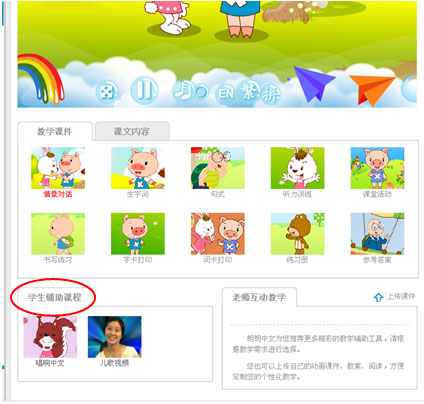 EN 繁 拼
教学课件
课文内容
情景对话
生字词
句式
听力训练
课堂活动
书写练习
字卡打印
词卡打印
练习册
参考答案
学生辅助课程
唱响中文
儿歌视频
老师互动教学
上传课件
朗朗中文为您推荐更多精彩的教学辅助工具，请根
据教学需求进行选择。
您也可以上传自己的动画课件、教案、阅读，方便
定制您的个性化教学。